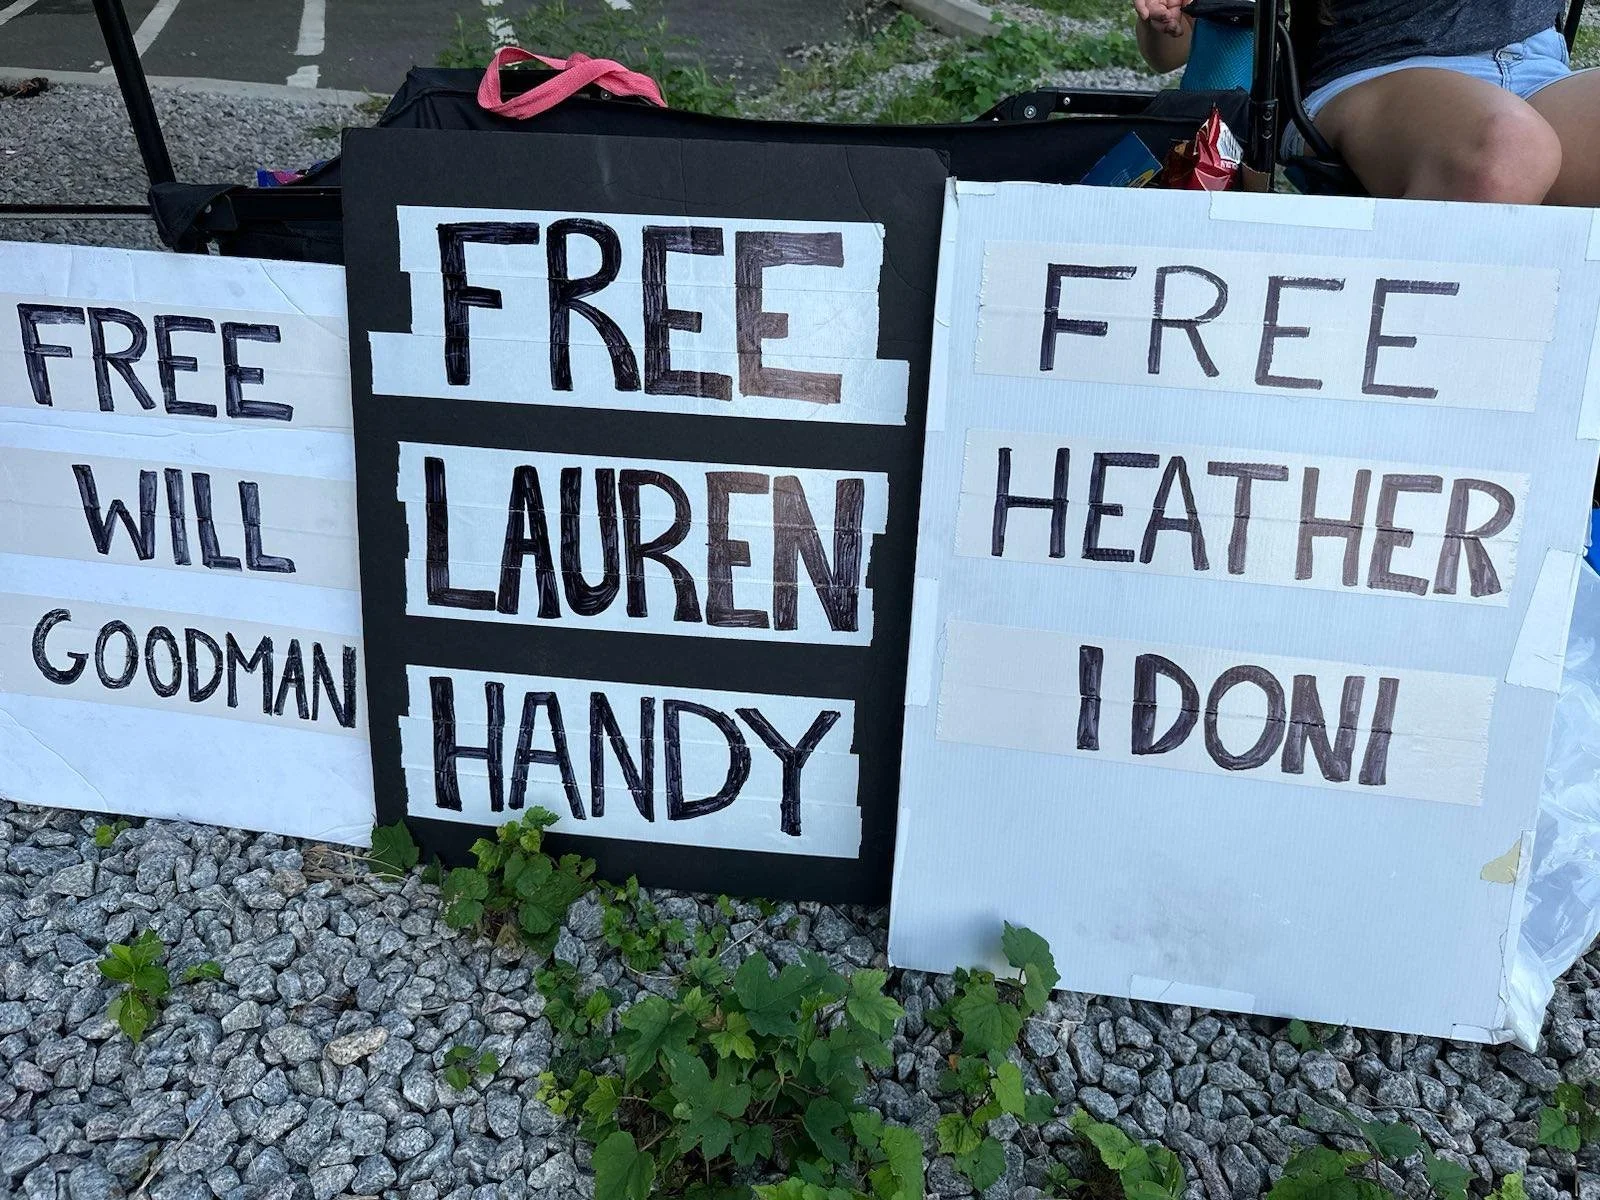 FREE
WILL
GOODMAN
FREE
LAUREN
HANDY
FREE
HEATHER
IDONI